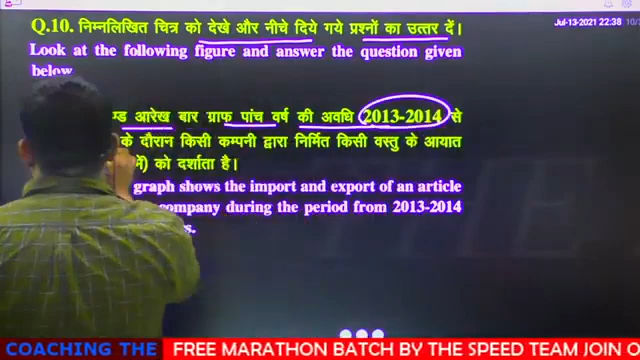 Q.10. निम्नलिखित चित्र को देखे और नीचे दिये गये प्रश्नों का उत्तर दें।
Look at the following figure and answer the question given
below
आरेख बार ग्राफ पांच वर्ष की अवधि 2013-2014 से
के दौरान किसी कम्पनी द्वारा निर्मित किसी वस्तु के आयात
को दर्शाता है।
graph shows the import and export of an article
company during the period from 2013-2014
Jul-13-2021 22:38
COACHING THE FREE MARATHON BATCH BY THE SPEED TEAM JOIN